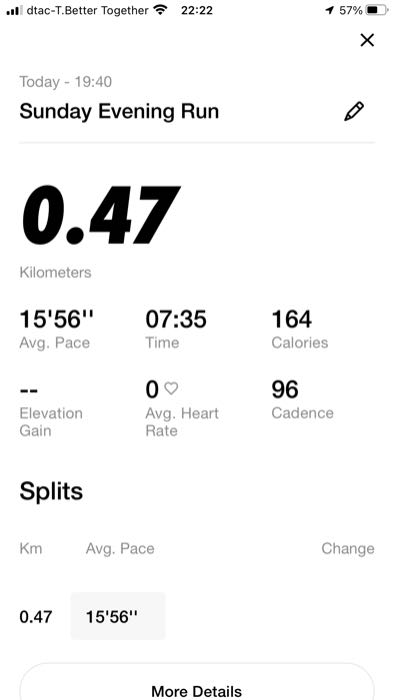 dtac-T.Better Together 22:22 57%
Today - 19:40
Sunday Evening Run
0.47
Kilometers
15'56'' 07:35 164
Avg. Pace Time Calories
-- 0 96
Elevation Gain Avg. Heart Rate Cadence
Splits
Km Avg. Pace Change
0.47 15'56''
More Details